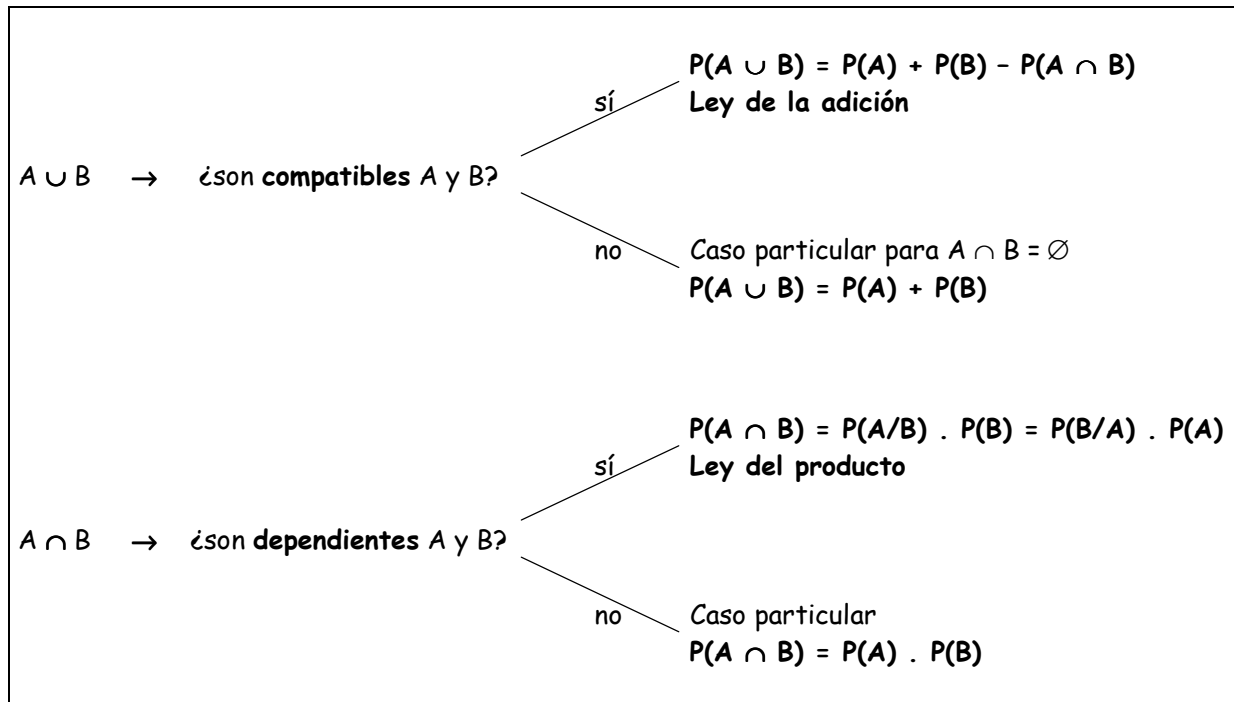 P(A ∪ B) = P(A) + P(B) – P(A ∩ B)
sí Ley de la adición
A ∪ B → ¿son compatibles A y B?
no Caso particular para A ∩ B = ∅
P(A ∪ B) = P(A) + P(B)
P(A ∩ B) = P(A/B) . P(B) = P(B/A) . P(A)
sí Ley del producto
A ∩ B → ¿son dependientes A y B?
no Caso particular
P(A ∩ B) = P(A) . P(B)